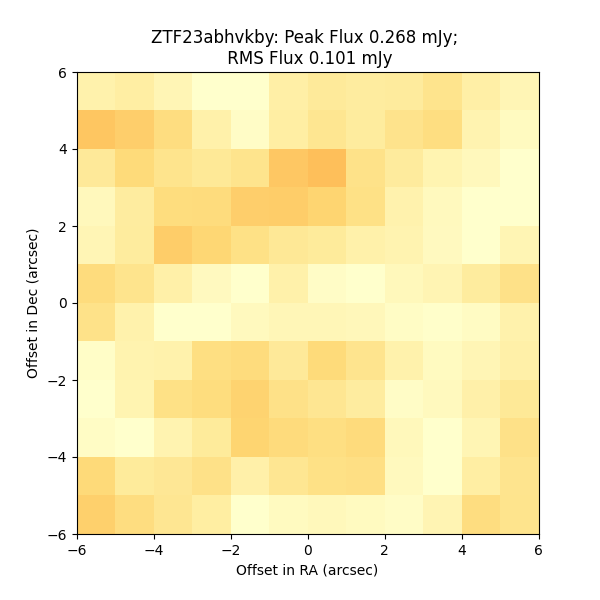 ZTF23abhvkby: Peak Flux 0.268 mJy;
RMS Flux 0.101 mJy
6
4
2
0
−2
−4
−6
Offset in Dec (arcsec)
−6 −4 −2 0 2 4 6
Offset in RA (arcsec)